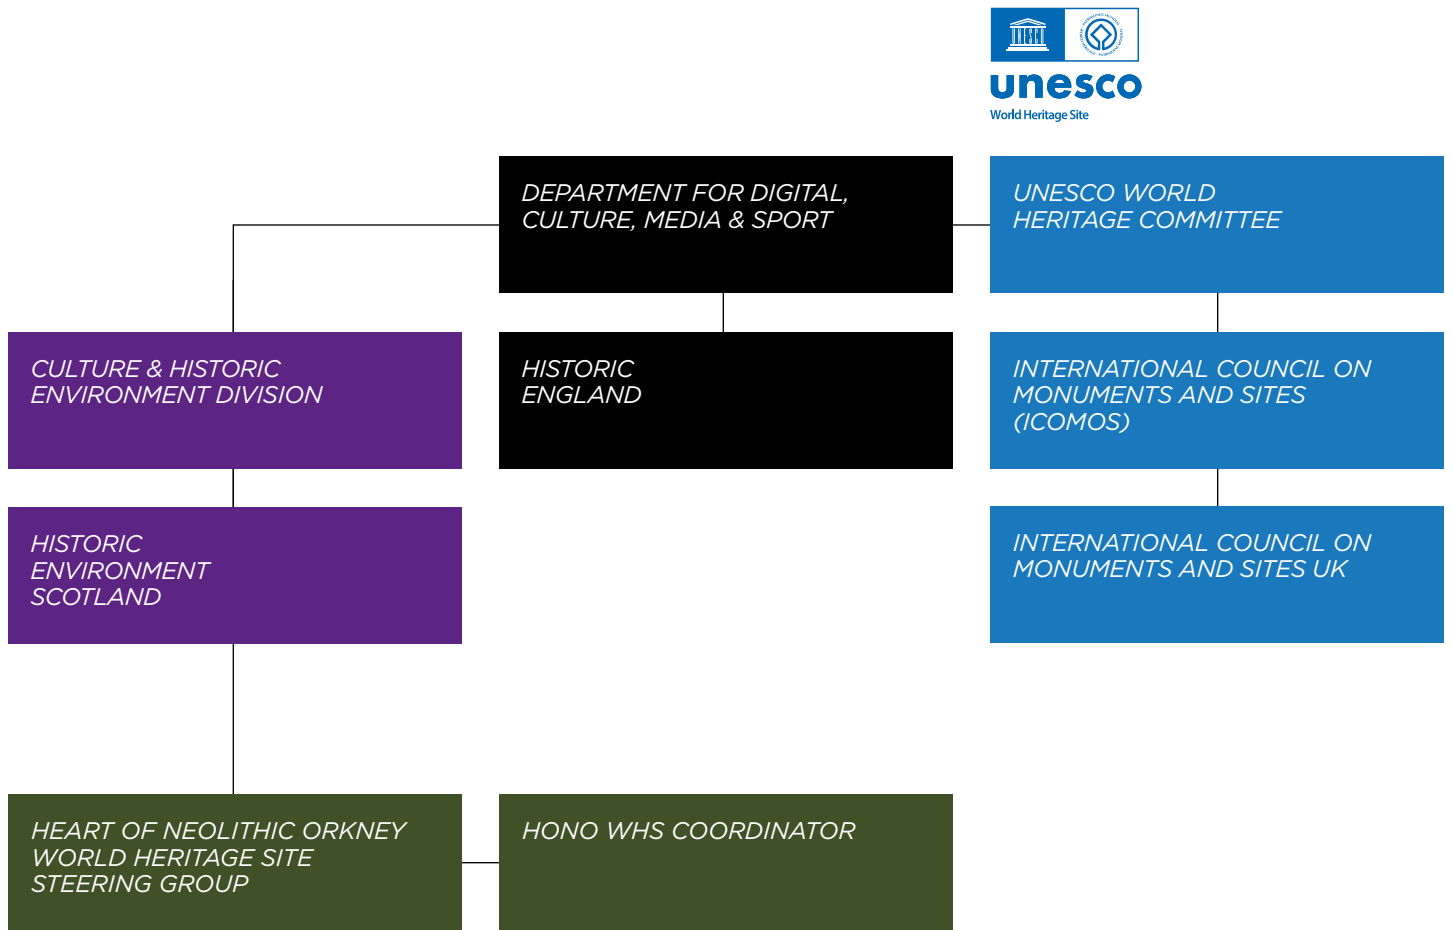 UNESCO
unesco
World Heritage Site
DEPARTMENT FOR DIGITAL,
CULTURE, MEDIA & SPORT
UNESCO WORLD
HERITAGE COMMITTEE
CULTURE & HISTORIC
ENVIRONMENT DIVISION
HISTORIC
ENGLAND
INTERNATIONAL COUNCIL ON
MONUMENTS AND SITES
(ICOMOS)
HISTORIC
ENVIRONMENT
SCOTLAND
INTERNATIONAL COUNCIL ON
MONUMENTS AND SITES UK
HEART OF NEOLITHIC ORKNEY
WORLD HERITAGE SITE
STEERING GROUP
HONO WHS COORDINATOR